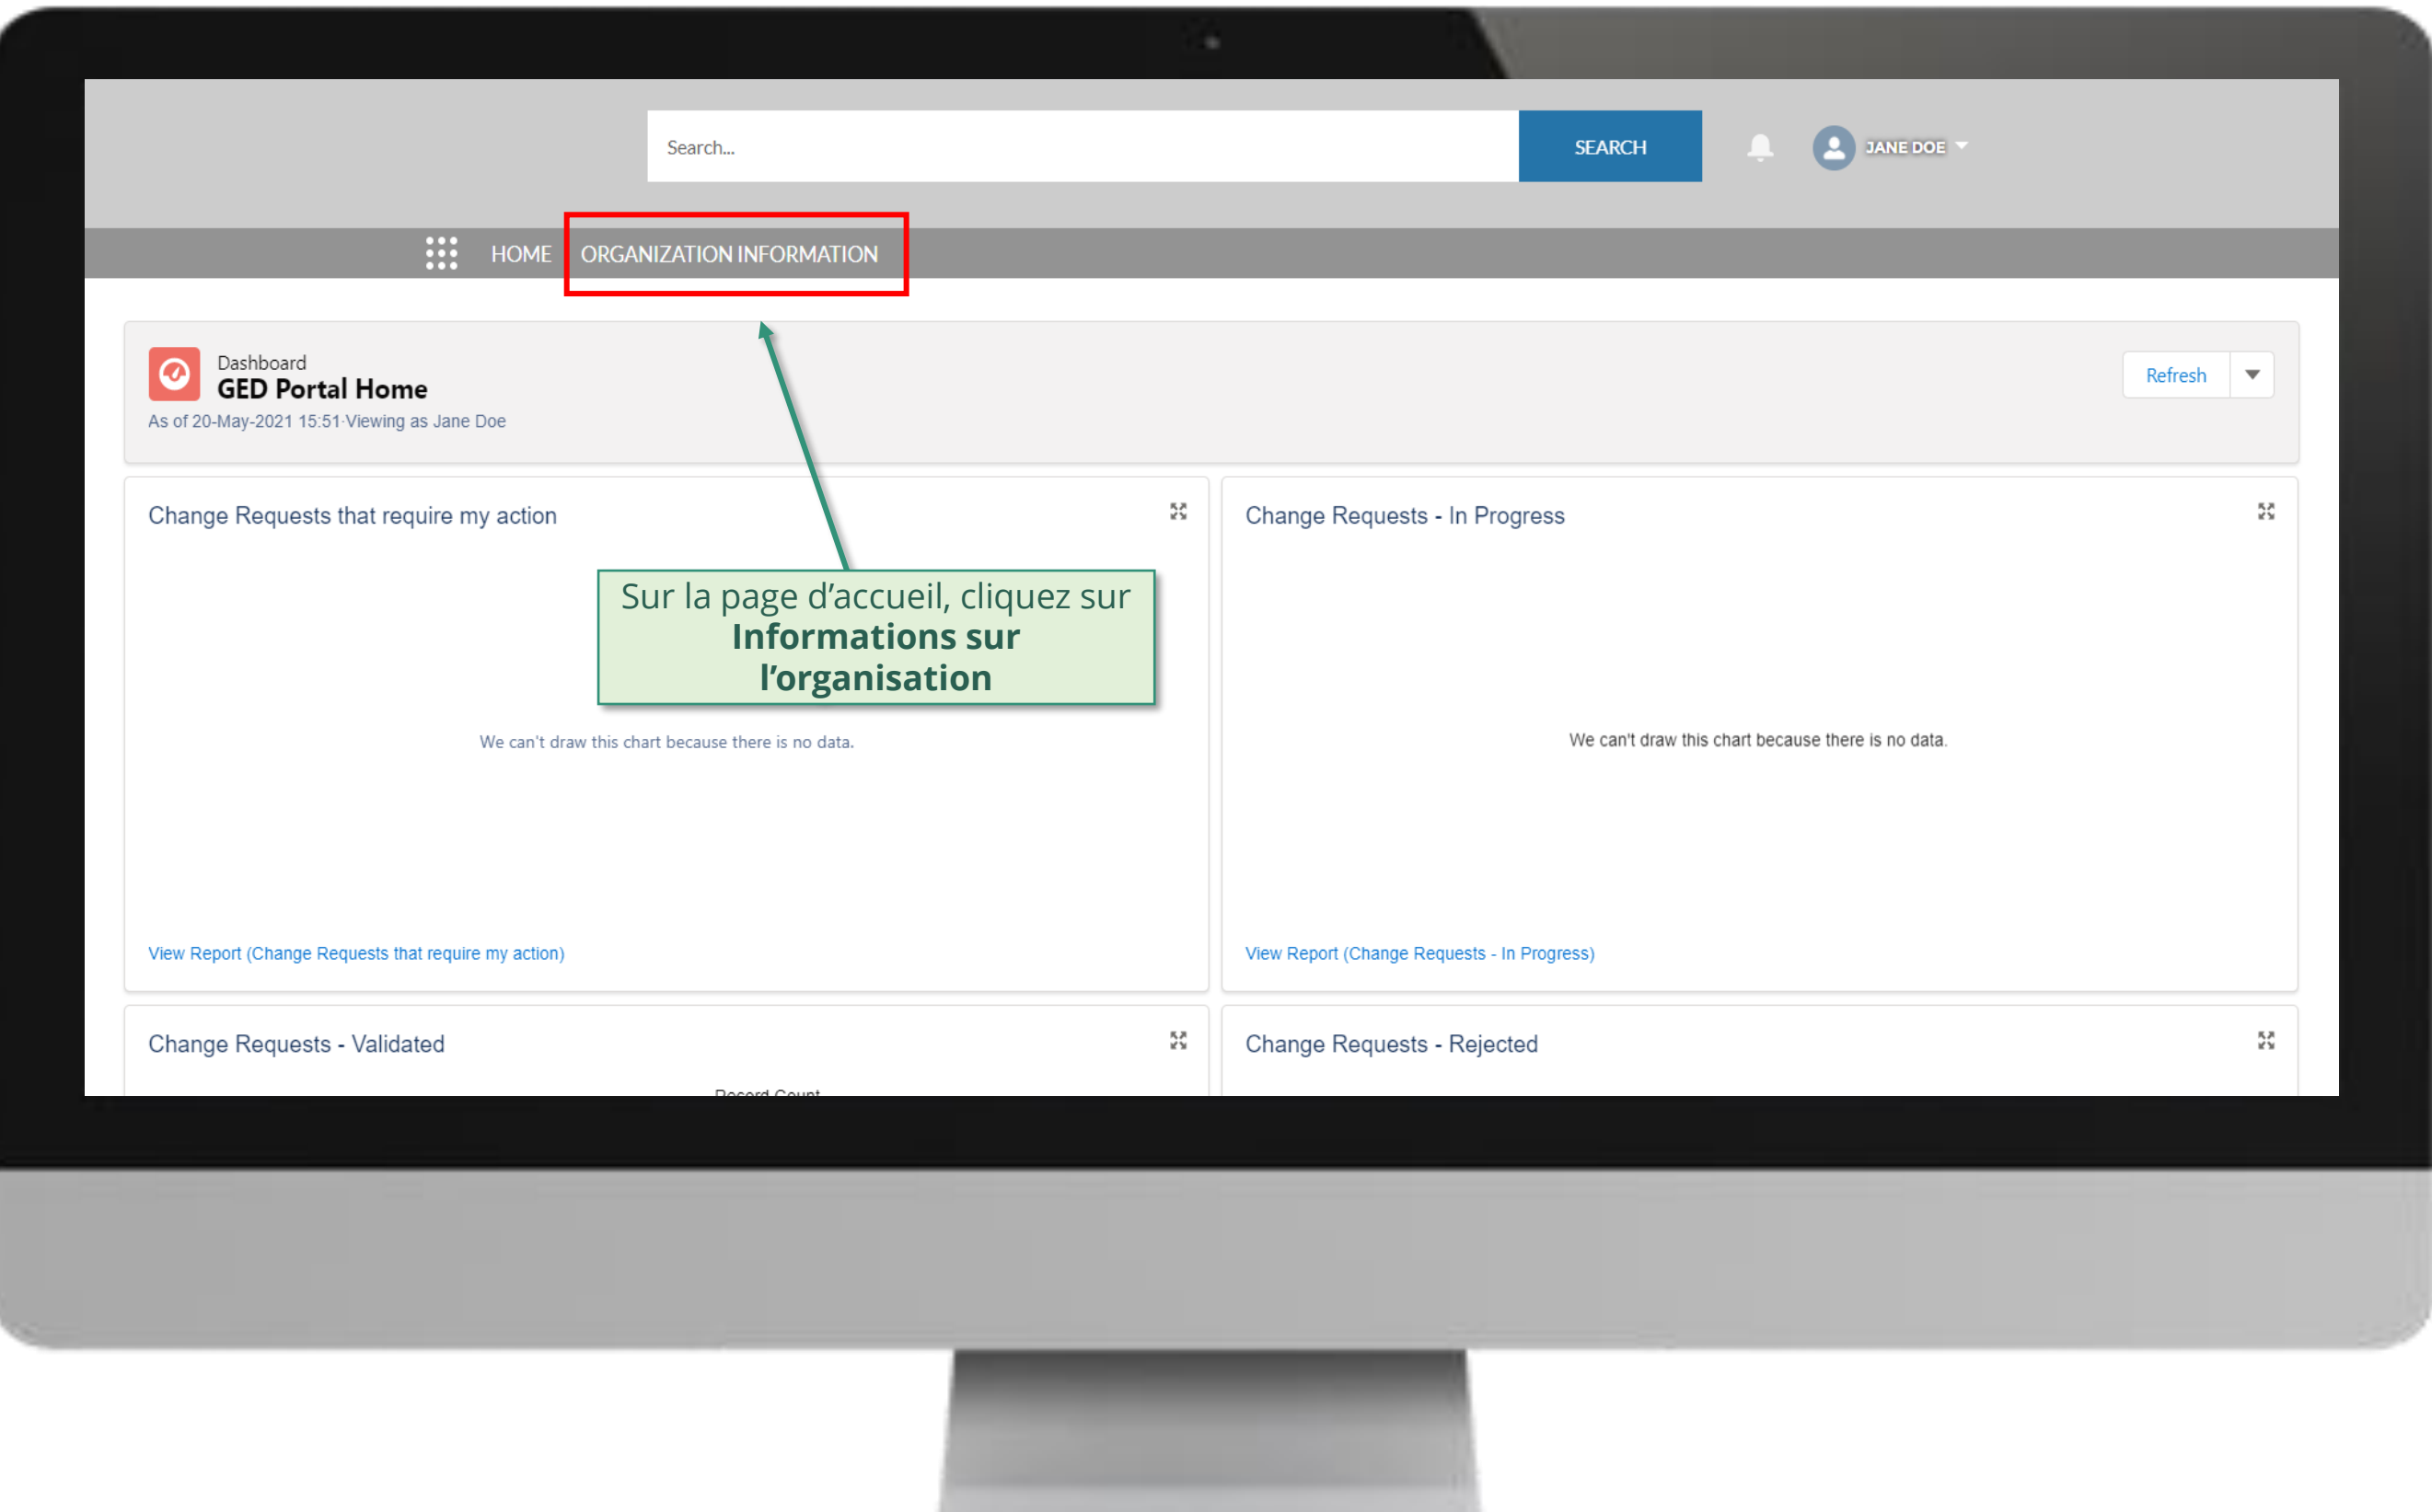 Search...
SEARCH
JANE DOE
HOME
ORGANIZATION INFORMATION
Dashboard
GED Portal Home
As of 20-May-2021 15:51·Viewing as Jane Doe
Refresh
Change Requests that require my action
Change Requests - In Progress
Sur la page d’accueil, cliquez sur
Informations sur
l’organisation
We can't draw this chart because there is no data.
We can't draw this chart because there is no data.
View Report (Change Requests that require my action)
View Report (Change Requests - In Progress)
Change Requests - Validated
Change Requests - Rejected
Record Count